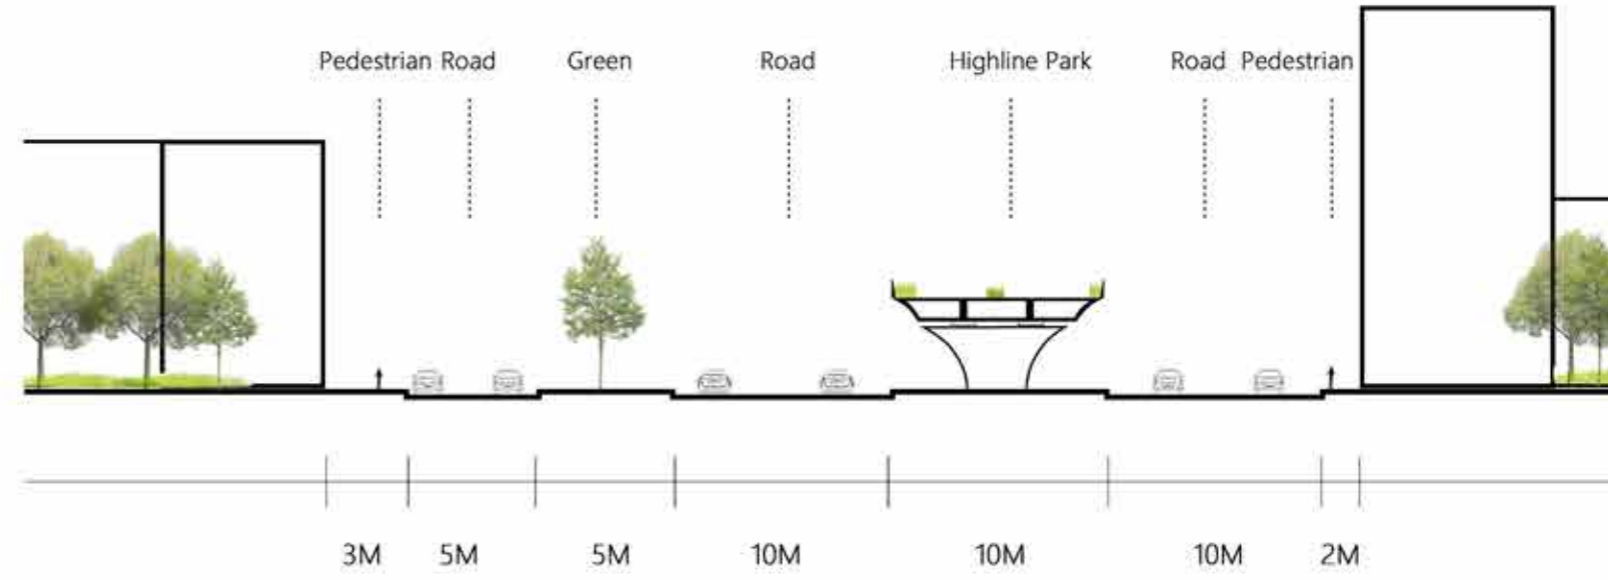 Pedestrian Road Green Road Highline Park Road Pedestrian
3M 5M 5M 10M 10M 10M 2M